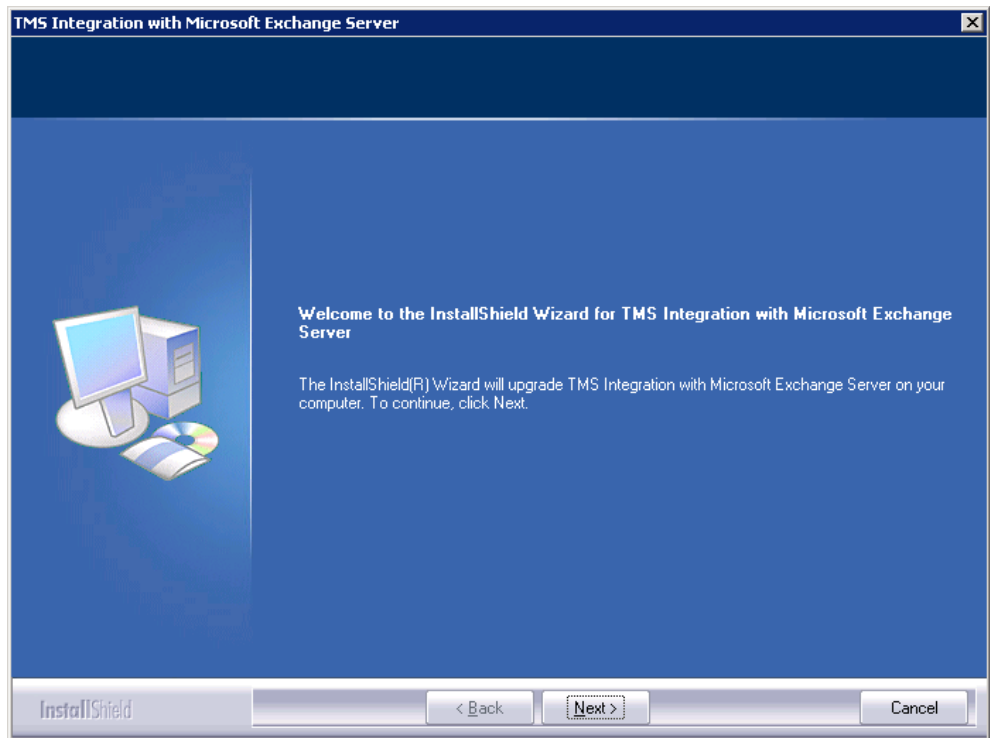 TMS Integration with Microsoft Exchange Server
Welcome to the InstallShield Wizard for TMS Integration with Microsoft Exchange
Server
The InstallShield(R) Wizard will upgrade TMS Integration with Microsoft Exchange Server on your
computer. To continue, click Next.
InstallShield
< Back
Next >
Cancel